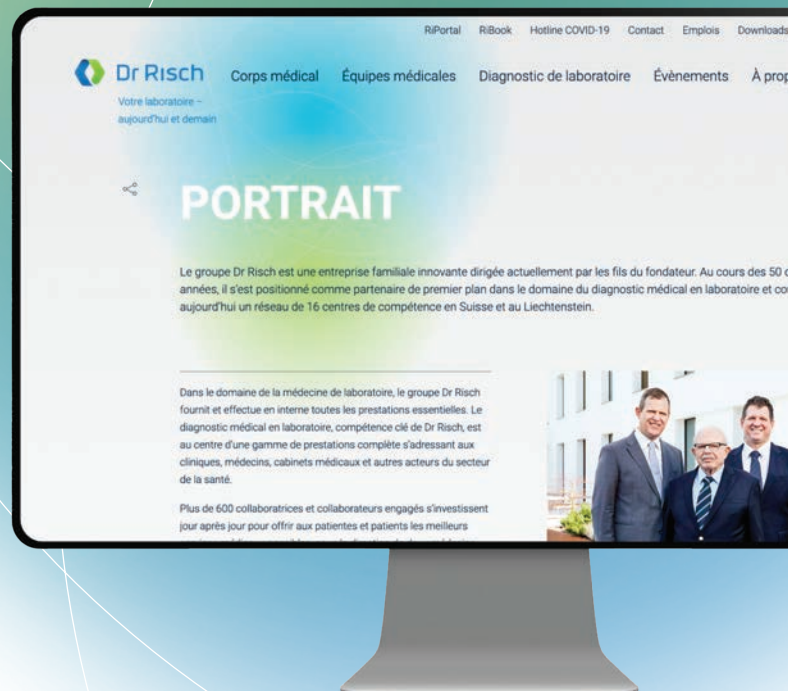 RiPortal RiBook Hotline COVID-19 Contact Emplois Downloads
Dr Risch
Corps médical Équipes médicales Diagnostic de laboratoire Évènements À prop
Votre laboratoire –
aujourd'hui et demain
PORTRAIT
Le groupe Dr Risch est une entreprise familiale innovante dirigée actuellement par les fils du fondateur. Au cours des 50 d
années, il s'est positionné comme partenaire de premier plan dans le domaine du diagnostic médical en laboratoire et co
aujourd'hui un réseau de 16 centres de compétence en Suisse et au Liechtenstein.
Dans le domaine de la médecine de laboratoire, le groupe Dr Risch
fournit et effectue en interne toutes les prestations essentielles. Le
diagnostic médical en laboratoire, compétence clé de Dr Risch, est
au centre d'une gamme de prestations complète s'adressant aux
cliniques, médecins, cabinets médicaux et autres acteurs du secteur
de la santé.
Plus de 600 collaboratrices et collaborateurs engagés s'investissent
jour après jour pour offrir aux patientes et patients les meilleurs